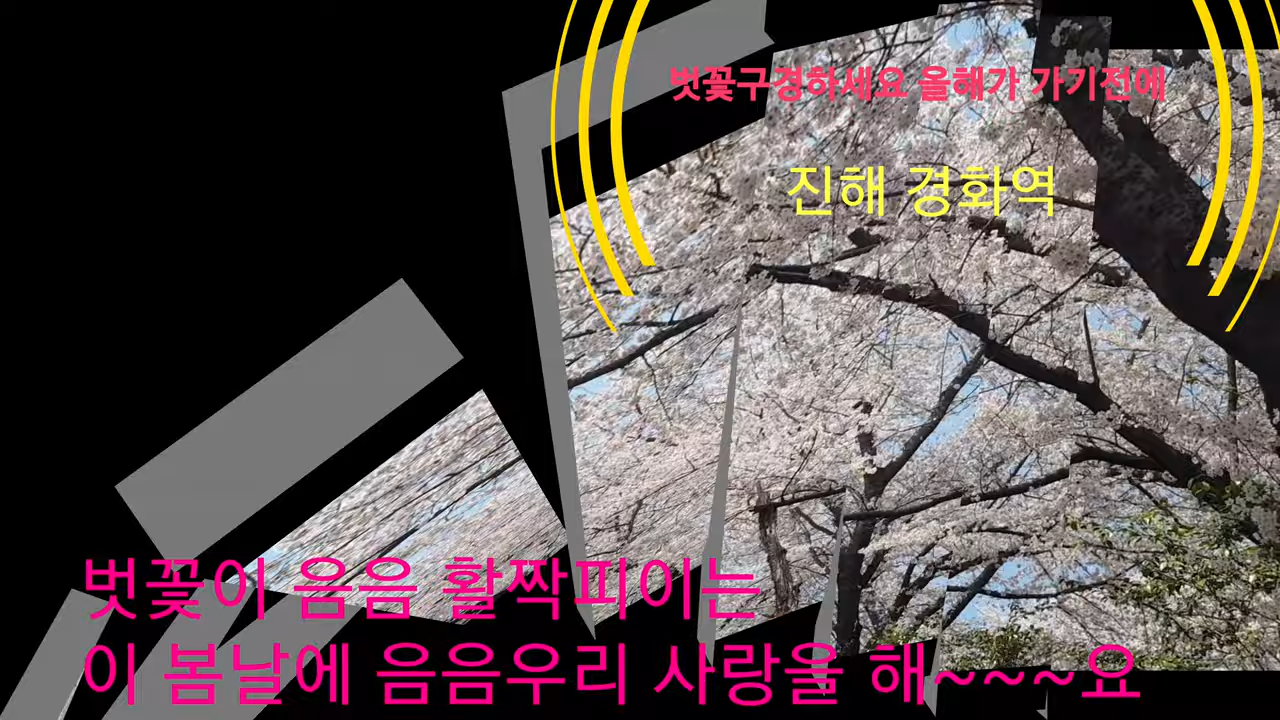 벗꽃구경하세요 올해가 가기전에
진해 경화역
벗꽃이 음음 활짝피이는
이 봄날에 음음우리 사랑을 해~~~요